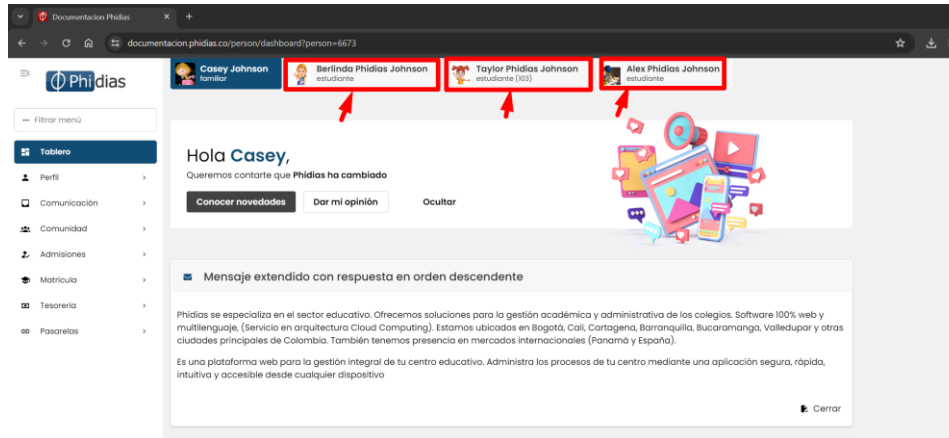 Documentacion Phidias
documentacion.phidias.co/person/dashboard?person=6673
Phidias
Casey Johnson
familiar
Berlinda Phidias Johnson
estudiante
Taylor Phidias Johnson
estudiante (103)
Alex Phidias Johnson
estudiante
Filtrar menú
Tablero
Perfil
Comunicación
Comunidad
Admisiones
Matrícula
Tesorería
Pasarelas
Hola Casey,
Queremos contarte que Phidias ha cambiado
Conocer novedades Dar mi opinión Ocultar
Mensaje extendido con respuesta en orden descendente
Phidias se especializa en el sector educativo. Ofrecemos soluciones para la gestión académica y administrativa de los colegios. Software 100% web y
multilenguaje, (Servicio en arquitectura Cloud Computing). Estamos ubicados en Bogotá, Cali, Cartagena, Barranquilla, Bucaramanga, Valledupar y otras
ciudades principales de Colombia. También tenemos presencia en mercados internacionales (Panamá y España).
Es una plataforma web para la gestión integral de tu centro educativo. Administra los procesos de tu centro mediante una aplicación segura, rápida,
intuitiva y accesible desde cualquier dispositivo
Cerrar